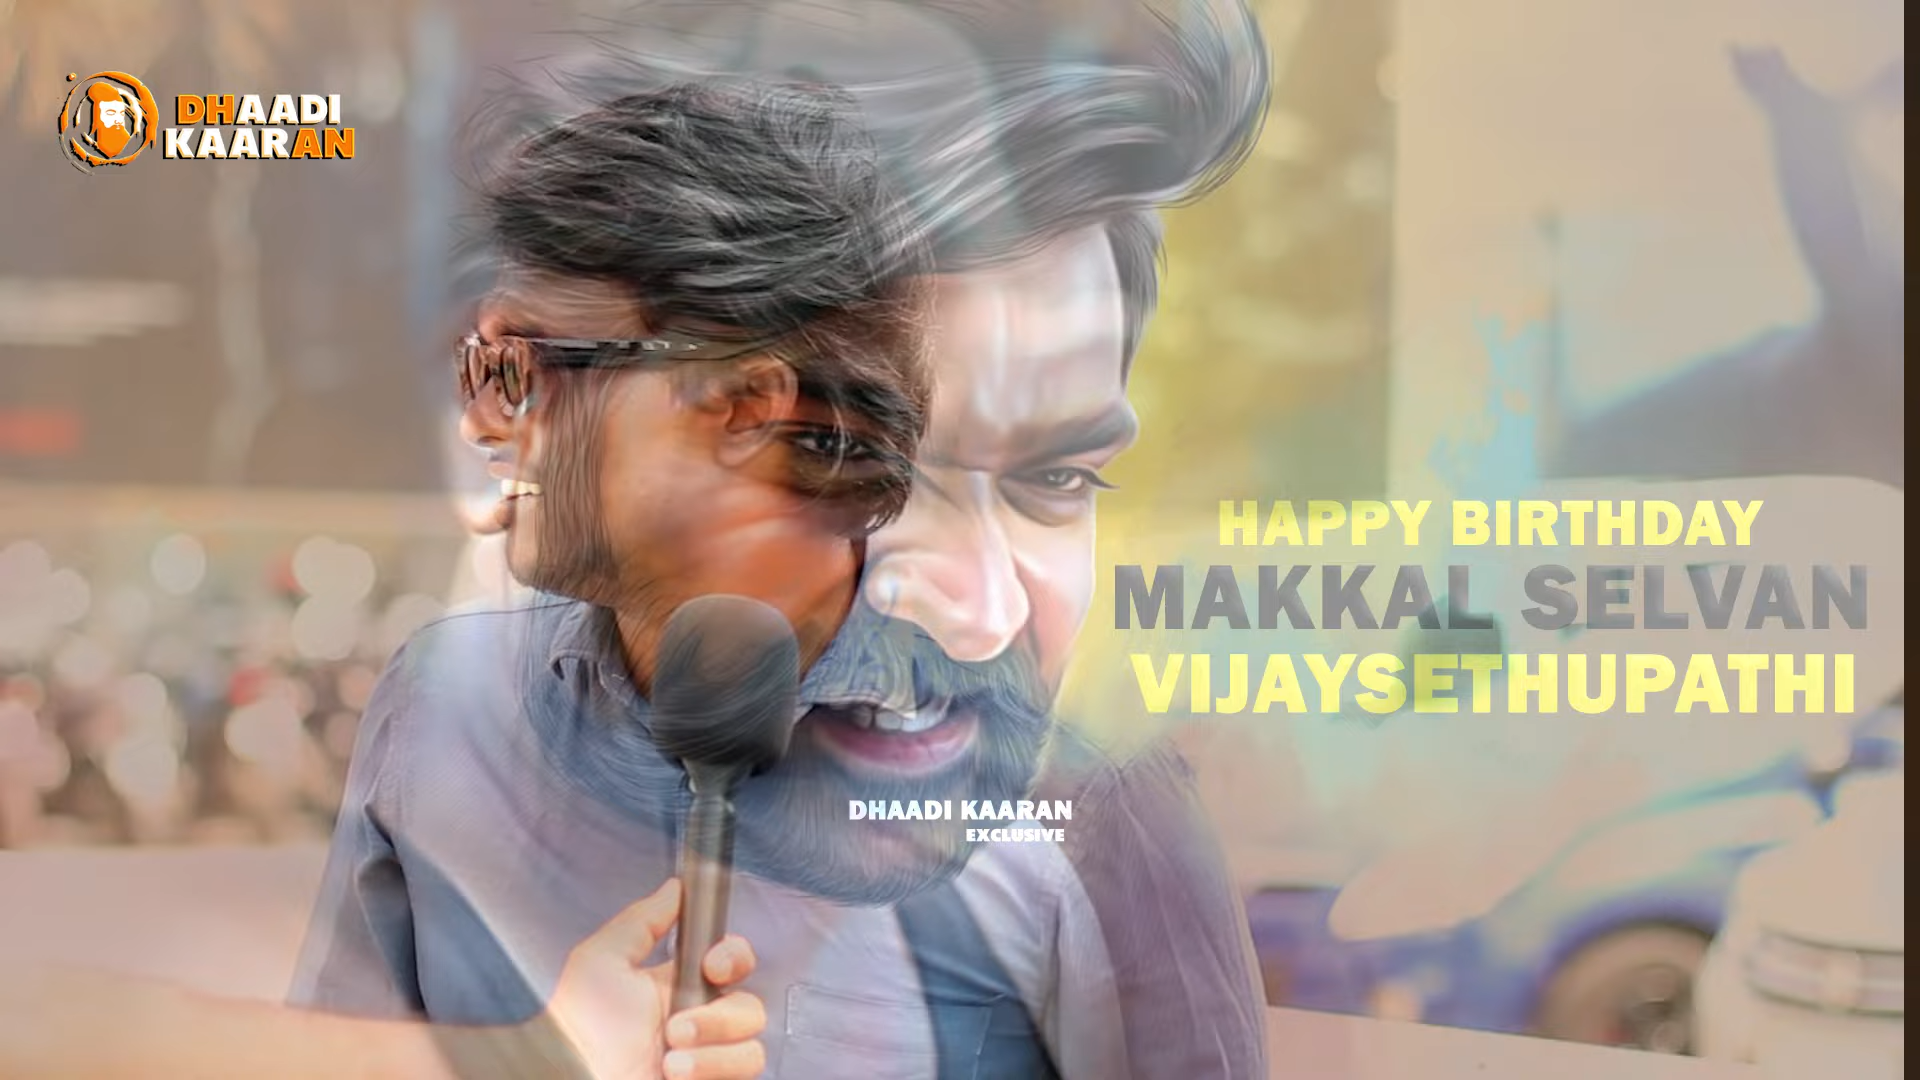 DHAADI
KAARAN
HAPPY BIRTHDAY
MAKKAL SELVAN
VIJAYSETHUPATHI
DHAADI KAARAN
EXCLUSIVE